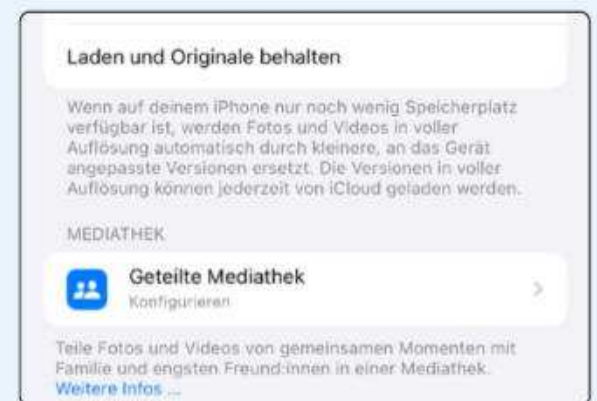 Laden und Originale behalten
Wenn auf deinem iPhone nur noch wenig Speicherplatz
verfügbar ist, werden Fotos und Videos in voller
Auflösung automatisch durch kleinere, an das Gerät
angepasste Versionen ersetzt. Die Versionen in voller
Auflösung können jederzeit von iCloud geladen werden.
MEDIATHEK
Geteilte Mediathek
Konfigurieren
Teile Fotos und Videos von gemeinsamen Momenten mit
Familie und engsten Freund:innen in einer Mediathek.
Weitere Infos ...